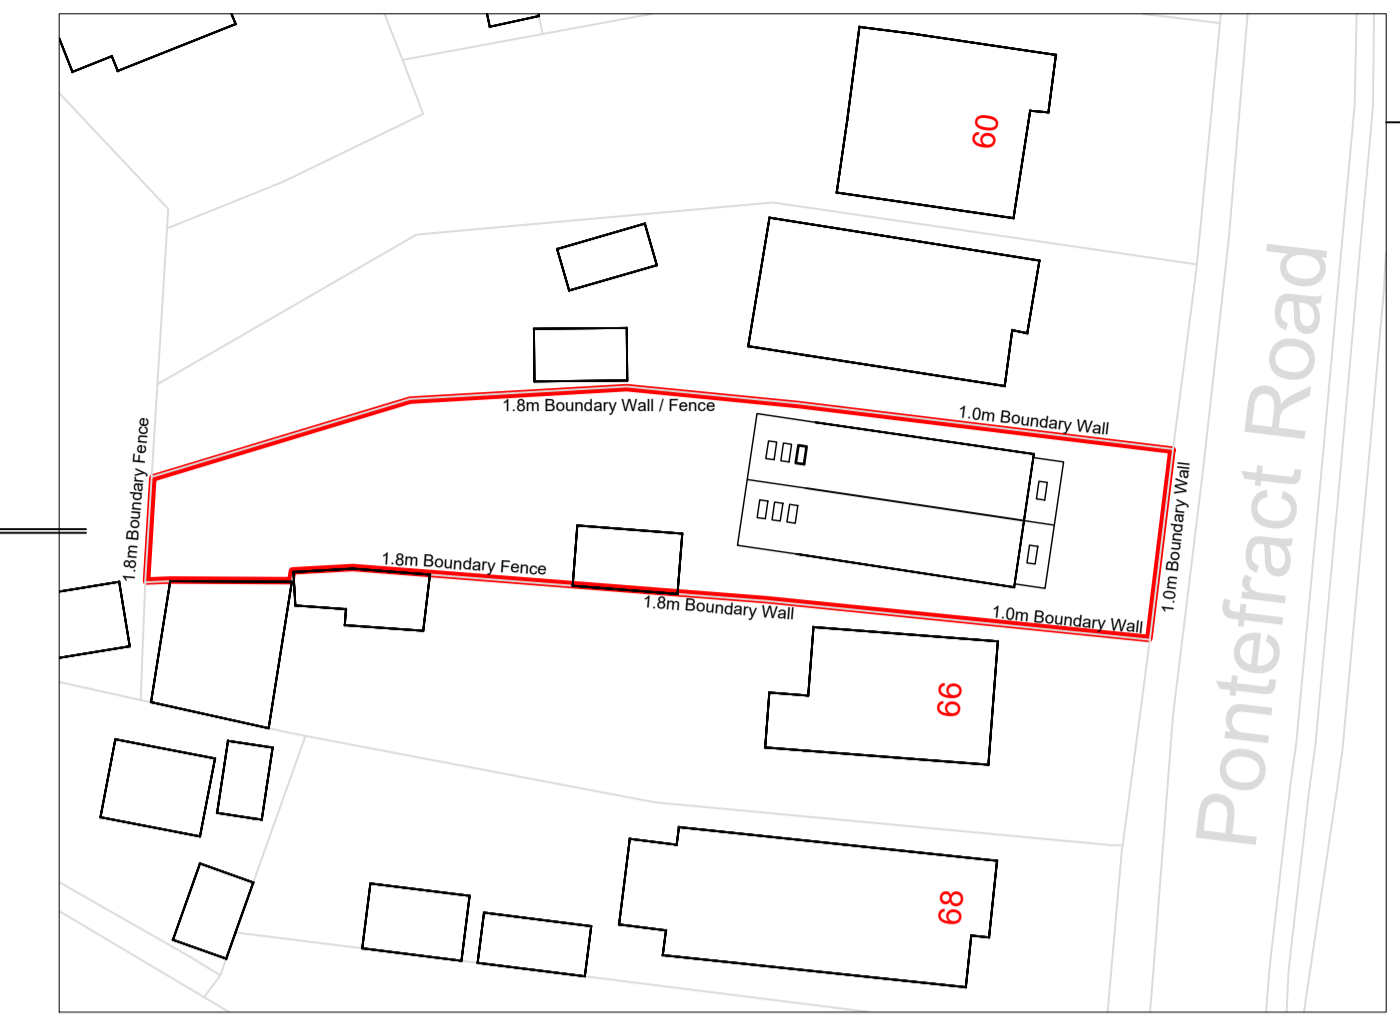 60
1.8m Boundary Wall / Fence
1.0m Boundary Wall
1.8m Boundary Fence
1.0m Boundary Wall
Pontefract Road
1.8m Boundary Fence
1.8m Boundary Wall
1.0m Boundary Wall
66
68